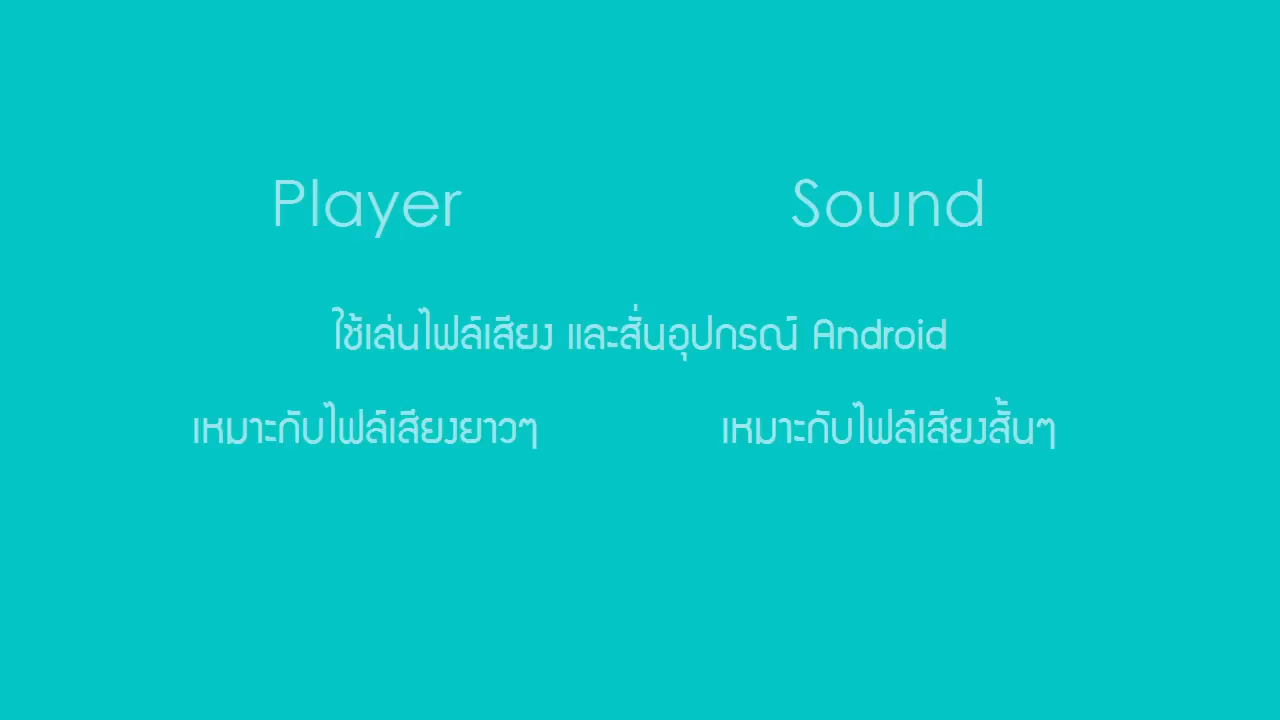 Player Sound
ใช้เล่นไฟล์เสียง และสั่นอุปกรณ์ Android
เหมาะกับไฟล์เสียงยาวๆ เหมาะกับไฟล์เสียงสั้นๆ